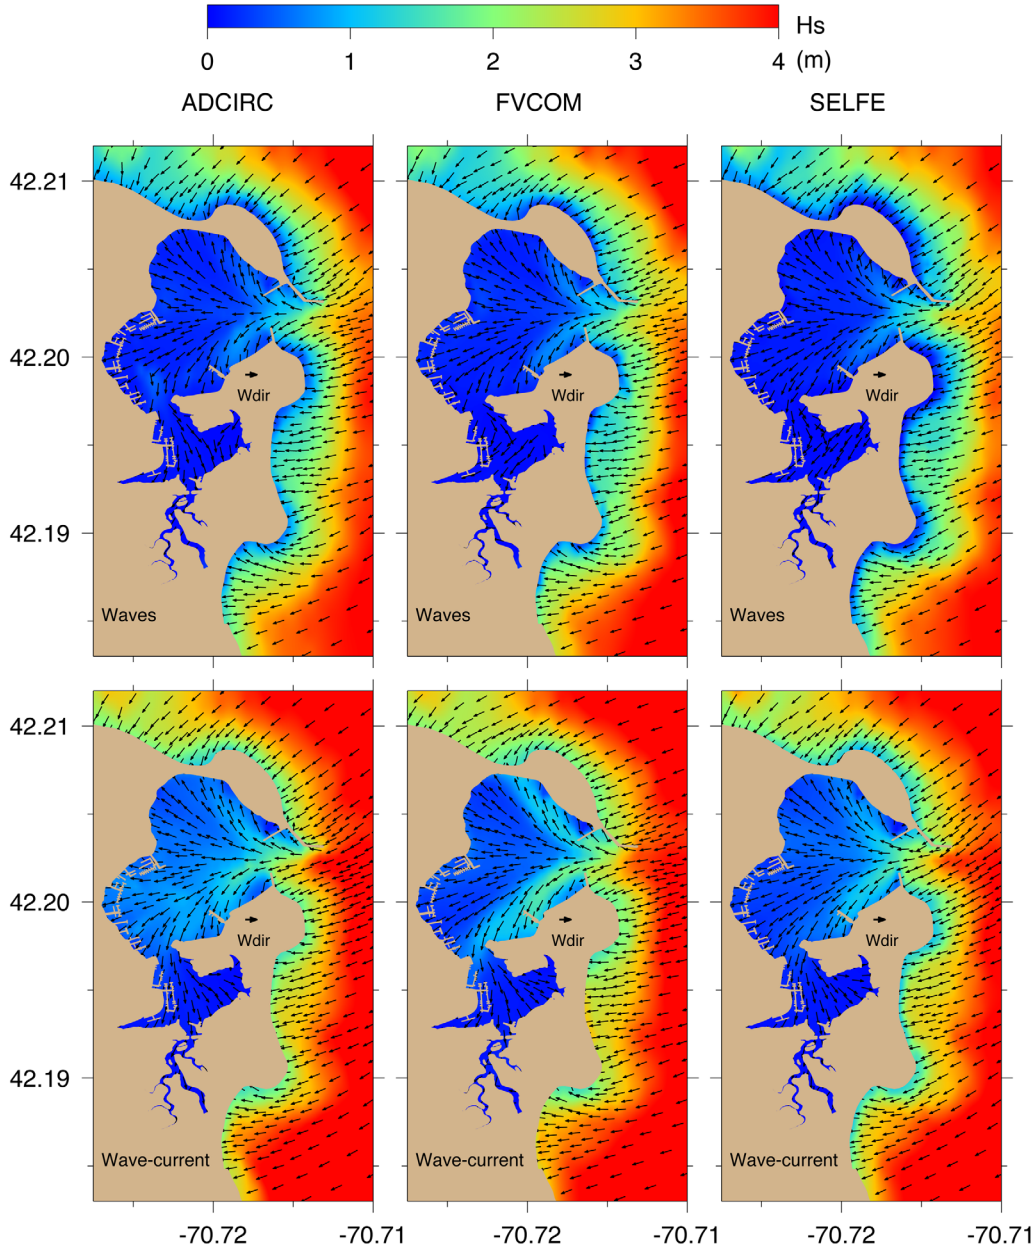 Hs
0 1 2 3 4 (m)
ADCIRC FVCOM SELFE
42.21
42.20
Wdir Wdir Wdir
42.19
Waves Waves Waves
42.21
42.20
Wdir Wdir Wdir
42.19
Wave-current Wave-current Wave-current
-70.72 -70.71 -70.72 -70.71 -70.72 -70.71